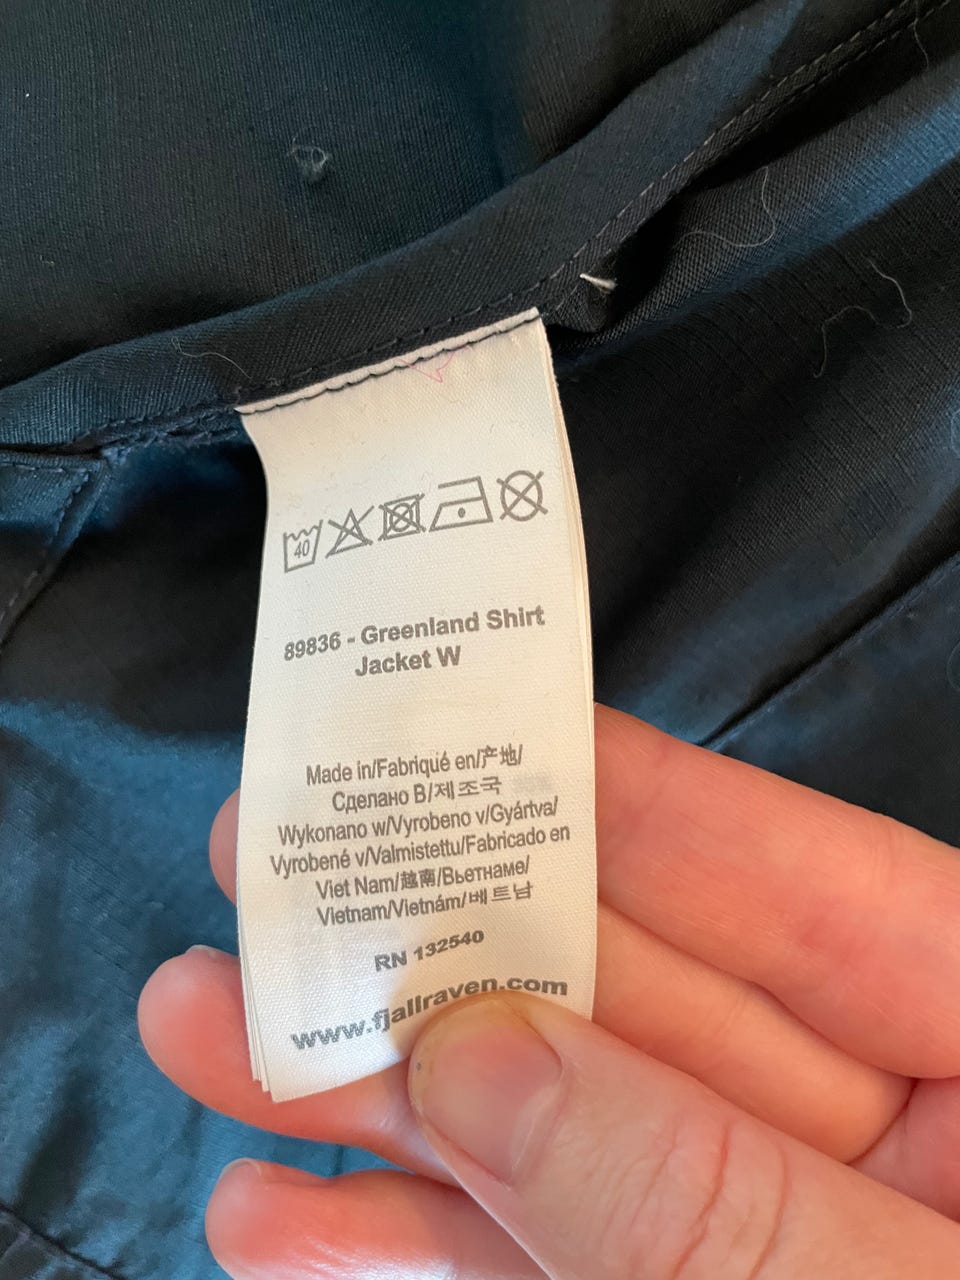 40
89836 - Greenland Shirt
Jacket W
Made in/Fabriqué en/产地/
Сделано В/제조국
Wykonano w/Vyrobeno v/Gyártva/
Vyrobené v/Valmistettu/Fabricado en
Viet Nam/越南/Вьетнаме/
Vietnam/Vietnám/베트남
RN 132540
www.fjallraven.com